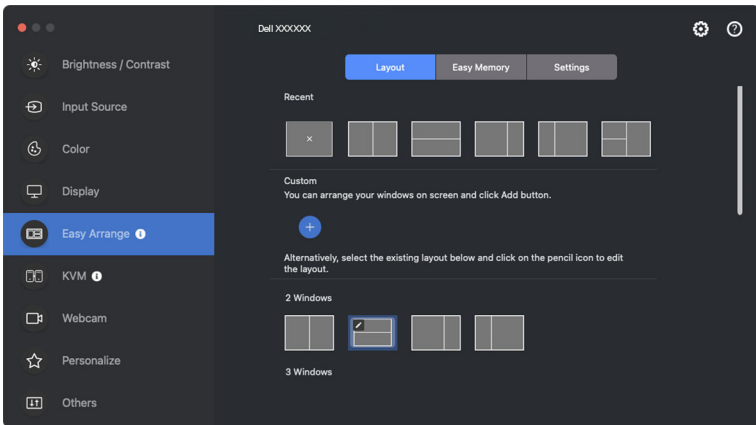 Dell XXXXXX
Brightness / Contrast
Input Source
Color
Display
Easy Arrange
KVM
Webcam
Personalize
Others
Layout
Easy Memory
Settings
Recent
Custom
You can arrange your windows on screen and click Add button.
Alternatively, select the existing layout below and click on the pencil icon to edit
the layout.
2 Windows
3 Windows